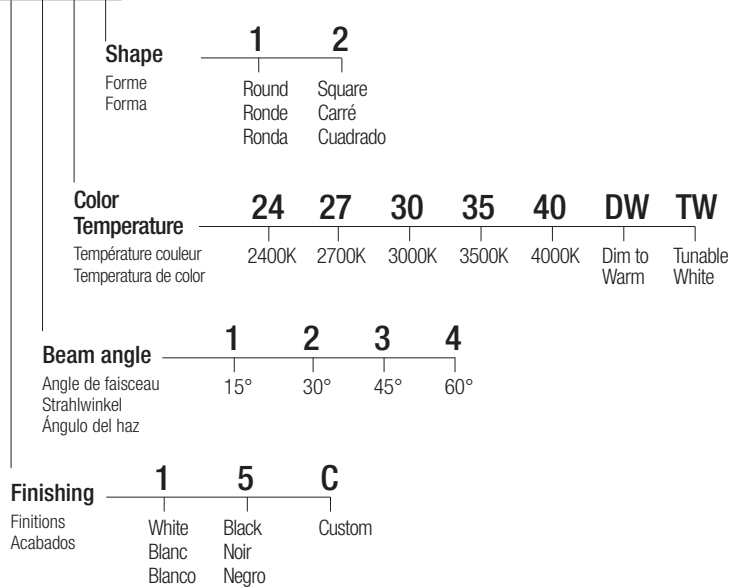 Shape 1 2
Forme
Forma
Round Square
Ronde Carré
Ronda Cuadrado
Color
Temperature 24 27 30 35 40 DW TW
Température couleur
Temperatura de color
2400K 2700K 3000K 3500K 4000K Dim to Tunable
Warm White
Beam angle 1 2 3 4
Angle de faisceau 15° 30° 45° 60°
Strahlwinkel
Ángulo del haz
Finishing 1 5 C
Finitions
Acabados
White Black Custom
Blanc Noir
Blanco Negro